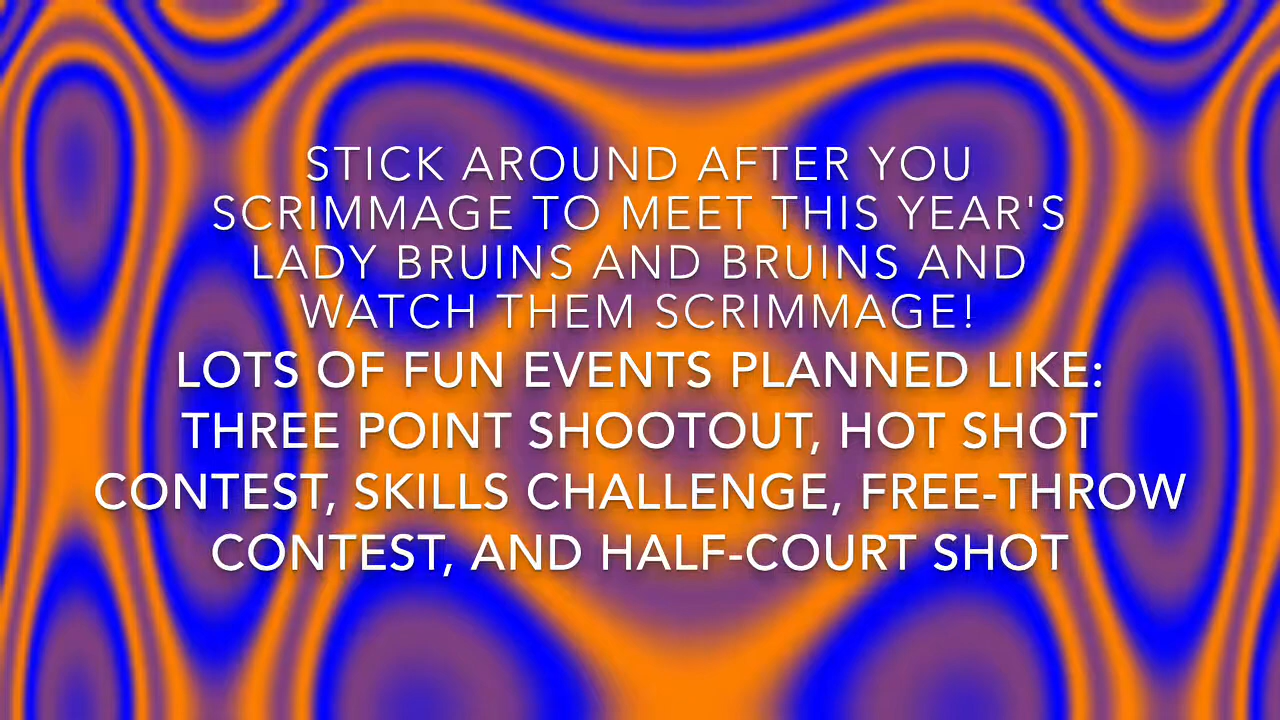 STICK AROUND AFTER YOU
SCRIMMAGE TO MEET THIS YEAR'S
LADY BRUINS AND BRUINS AND
WATCH THEM SCRIMMAGE!
LOTS OF FUN EVENTS PLANNED LIKE:
THREE POINT SHOOTOUT, HOT SHOT
CONTEST, SKILLS CHALLENGE, FREE-THROW
CONTEST, AND HALF-COURT SHOT